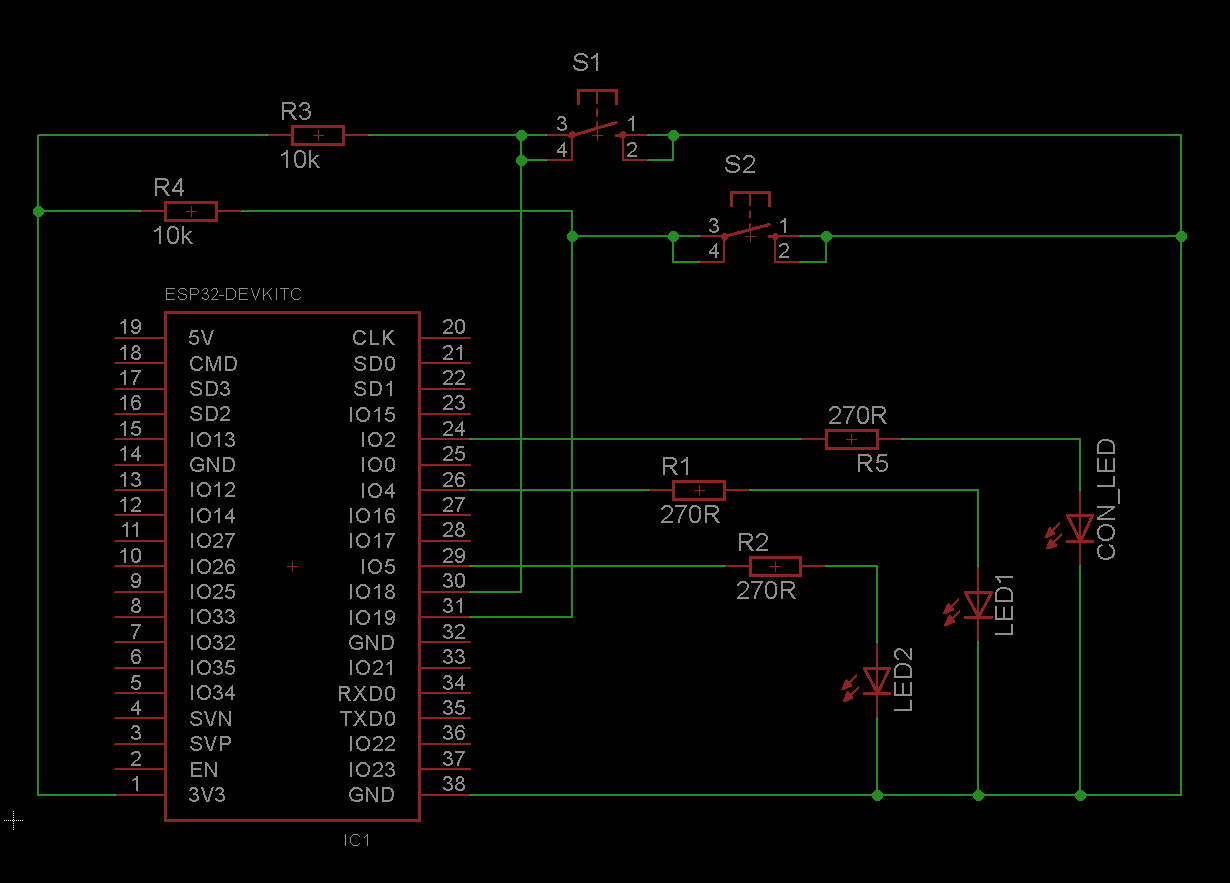 S1
R3
3 1
10k
4 2
S2
R4
3 1
10k
4 2
ESP32-DEVKITC
19 5V CLK 20
18 CMD SD0 21
17 SD3 SD1 22
16 SD2 IO15 23
15 IO13 IO2 24
14 GND IO0 25
13 IO12 IO4 26
12 IO14 IO16 27
11 IO27 IO17 28
10 IO26 IO5 29
9 IO25 IO18 30
8 IO33 IO19 31
7 IO32 GND 32
6 IO35 IO21 33
5 IO34 RXD0 34
4 SVN TXD0 35
3 SVP IO22 36
2 EN IO23 37
1 3V3 GND 38
IC1
270R
R5
R1
270R
R2
270R
CON_LED
LED1
LED2